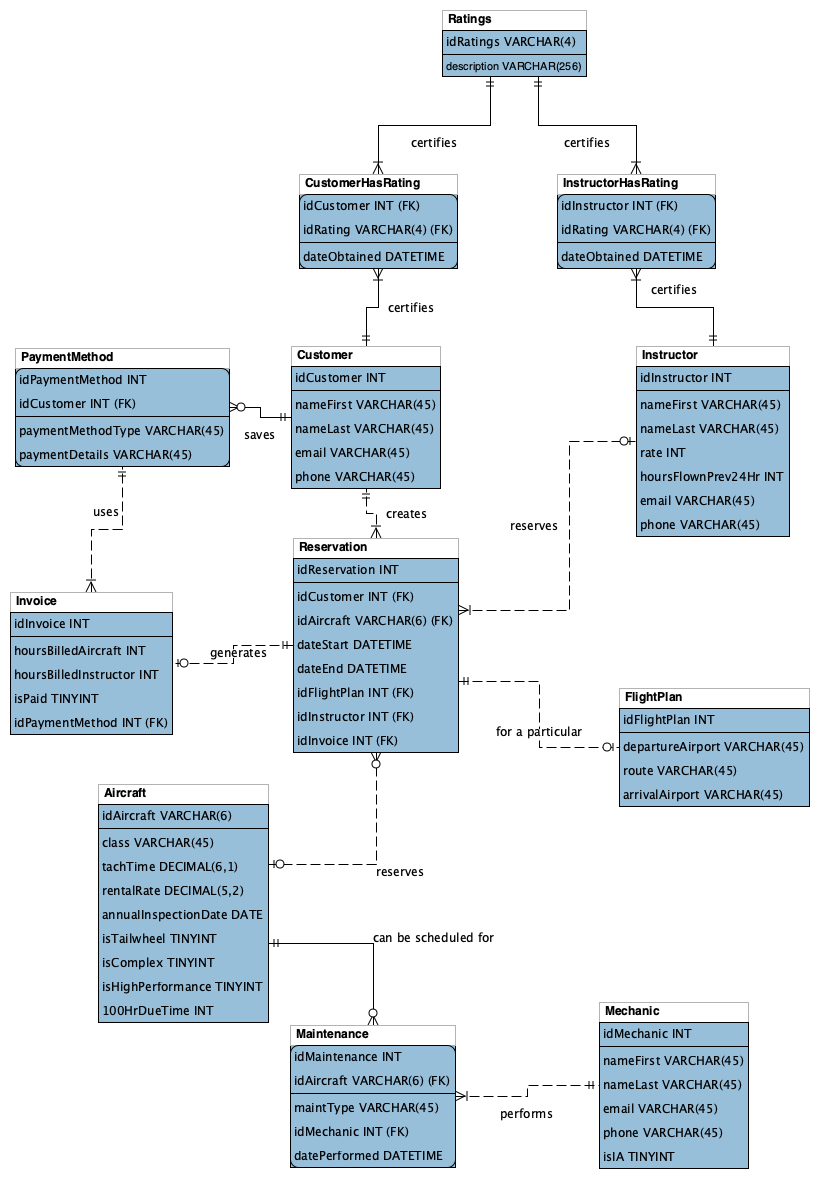 Ratings
idRatings VARCHAR(4)
description VARCHAR(256)
certifies
certifies
CustomerHasRating
idCustomer INT (FK)
idRating VARCHAR(4) (FK)
dateObtained DATETIME
InstructorHasRating
idInstructor INT (FK)
idRating VARCHAR(4) (FK)
dateObtained DATETIME
certifies
certifies
PaymentMethod
idPaymentMethod INT
idCustomer INT (FK)
paymentMethodType VARCHAR(45)
paymentDetails VARCHAR(45)
saves
Customer
idCustomer INT
nameFirst VARCHAR(45)
nameLast VARCHAR(45)
email VARCHAR(45)
phone VARCHAR(45)
Instructor
idInstructor INT
nameFirst VARCHAR(45)
nameLast VARCHAR(45)
rate INT
hoursFlownPrev24Hr INT
email VARCHAR(45)
phone VARCHAR(45)
uses
creates
reserves
Invoice
idInvoice INT
hoursBilledAircraft INT
hoursBilledInstructor INT
isPaid TINYINT
idPaymentMethod INT (FK)
generates
Reservation
idReservation INT
idCustomer INT (FK)
idAircraft VARCHAR(6) (FK)
dateStart DATETIME
dateEnd DATETIME
idFlightPlan INT (FK)
idInstructor INT (FK)
idInvoice INT (FK)
for a particular
FlightPlan
idFlightPlan INT
departureAirport VARCHAR(45)
route VARCHAR(45)
arrivalAirport VARCHAR(45)
Aircraft
idAircraft VARCHAR(6)
class VARCHAR(45)
tachTime DECIMAL(6,1)
rentalRate DECIMAL(5,2)
annualInspectionDate DATE
isTailwheel TINYINT
isComplex TINYINT
isHighPerformance TINYINT
100HrDueTime INT
reserves
can be scheduled for
Maintenance
idMaintenance INT
idAircraft VARCHAR(6) (FK)
maintType VARCHAR(45)
idMechanic INT (FK)
datePerformed DATETIME
performs
Mechanic
idMechanic INT
nameFirst VARCHAR(45)
nameLast VARCHAR(45)
email VARCHAR(45)
phone VARCHAR(45)
isIA TINYINT